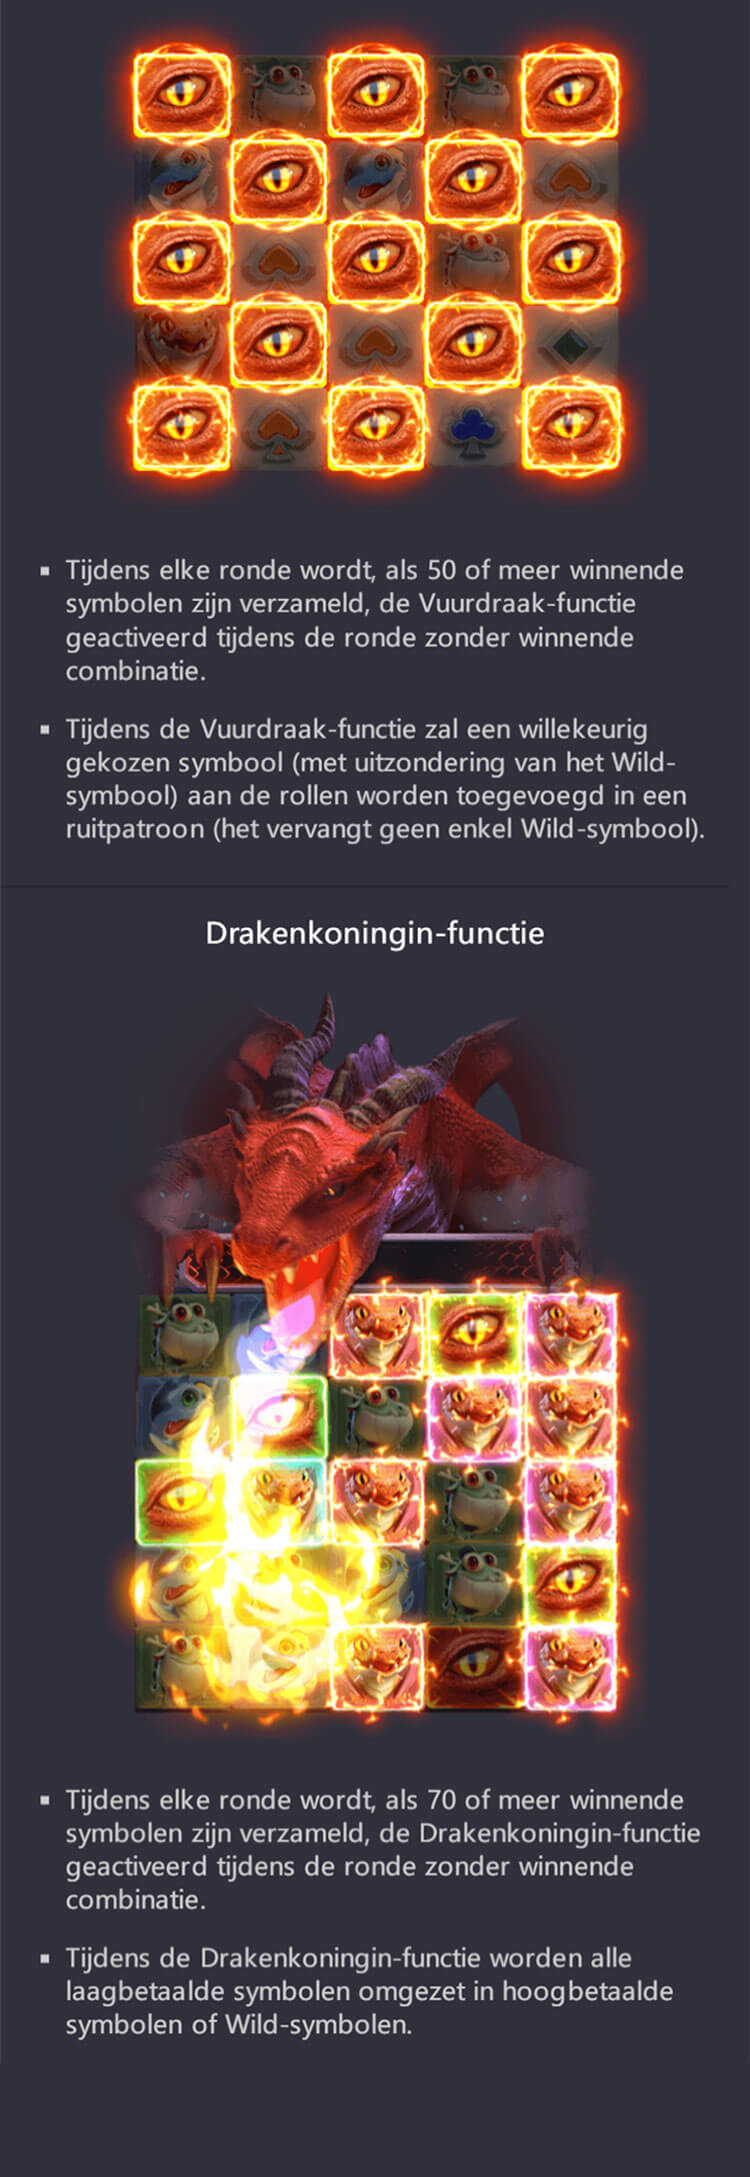 ▪ Tijdens elke ronde wordt, als 50 of meer winnende
symbolen zijn verzameld, de Vuurdraak-functie
geactiveerd tijdens de ronde zonder winnende
combinatie.
▪ Tijdens de Vuurdraak-functie zal een willekeurig
gekozen symbool (met uitzondering van het Wild-
symbool) aan de rollen worden toegevoegd in een
ruitpatroon (het vervangt geen enkel Wild-symbool).
Drakenkoningin-functie
▪ Tijdens elke ronde wordt, als 70 of meer winnende
symbolen zijn verzameld, de Drakenkoningin-functie
geactiveerd tijdens de ronde zonder winnende
combinatie.
▪ Tijdens de Drakenkoningin-functie worden alle
laagbetaalde symbolen omgezet in hoogbetaalde
symbolen of Wild-symbolen.